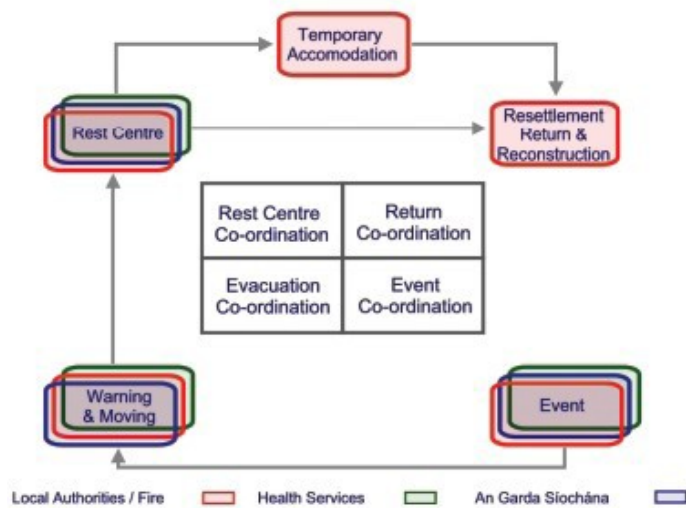 Temporary
Accomodation
Rest Centre
Resettlement
Return &
Reconstruction
Rest Centre
Co-ordination
Return
Co-ordination
Evacuation
Co-ordination
Event
Co-ordination
Warning
& Moving
Event
Local Authorities / Fire
Health Services
An Garda Síochána